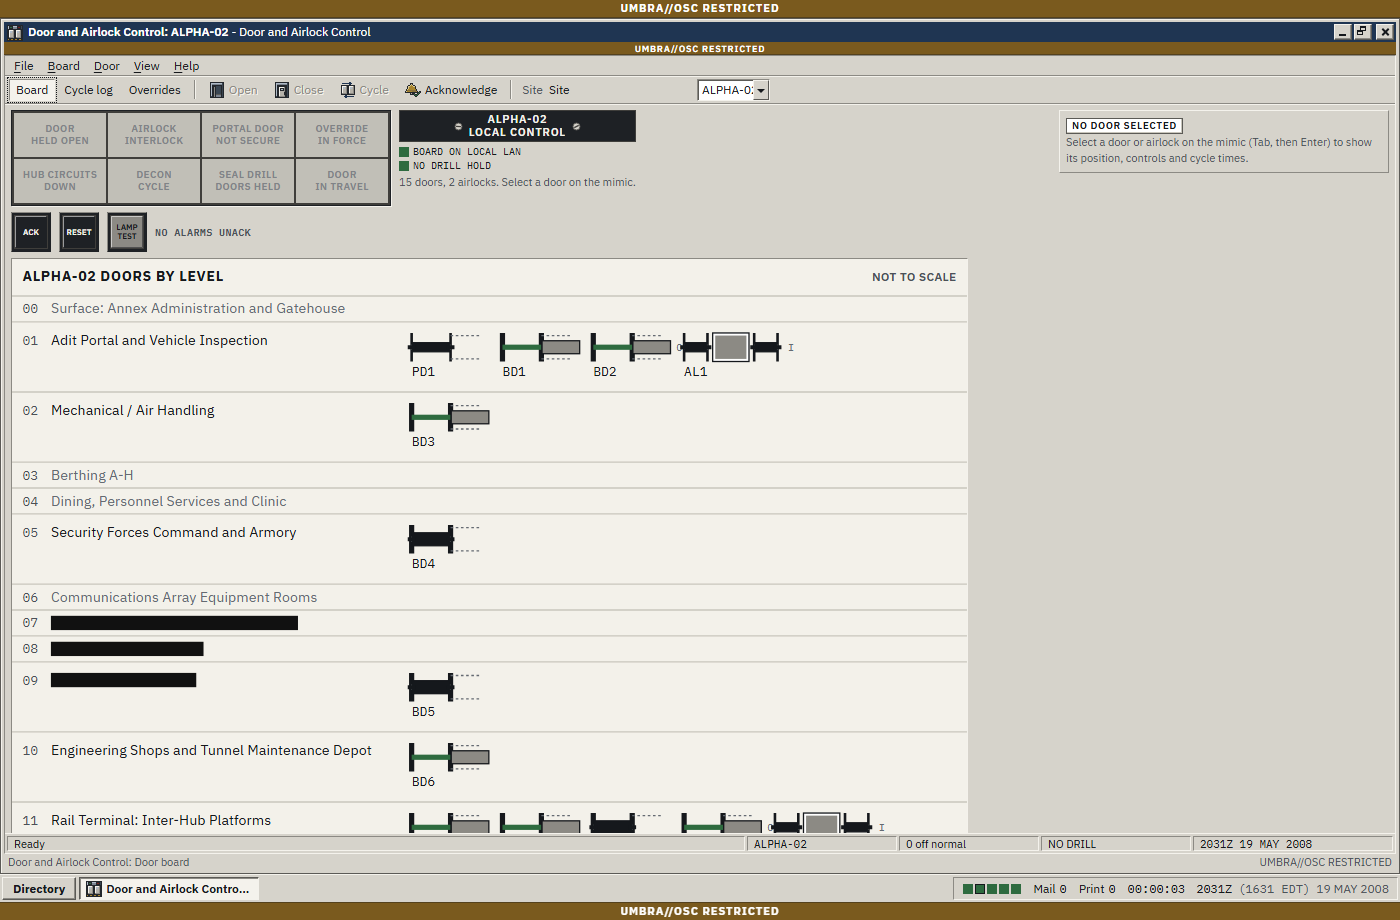 UMBRA//OSC RESTRICTED
Door and Airlock Control: ALPHA-02 - Door and Airlock Control
UMBRA//OSC RESTRICTED
File Board Door View Help
Board Cycle log Overrides Open Close Cycle Acknowledge Site Site ALPHA-02
DOOR HELD OPEN
AIRLOCK INTERLOCK
PORTAL DOOR NOT SECURE
OVERRIDE IN FORCE
HUB CIRCUITS DOWN
DECON CYCLE
SEAL DRILL DOORS HELD
DOOR IN TRAVEL
ALPHA-02
LOCAL CONTROL
BOARD ON LOCAL LAN
NO DRILL HOLD
15 doors, 2 airlocks. Select a door on the mimic.
NO DOOR SELECTED
Select a door or airlock on the mimic (Tab, then Enter) to show
its position, controls and cycle times.
ACK RESET LAMP TEST NO ALARMS UNACK
ALPHA-02 DOORS BY LEVEL NOT TO SCALE
00 Surface: Annex Administration and Gatehouse
01 Adit Portal and Vehicle Inspection
O I
PD1 BD1 BD2 AL1
02 Mechanical / Air Handling
BD3
03 Berthing A-H
04 Dining, Personnel Services and Clinic
05 Security Forces Command and Armory
BD4
06 Communications Array Equipment Rooms
07
08
09
BD5
10 Engineering Shops and Tunnel Maintenance Depot
BD6
11 Rail Terminal: Inter-Hub Platforms
O I
Ready ALPHA-02 0 off normal NO DRILL 2031Z 19 MAY 2008
Door and Airlock Control: Door board UMBRA//OSC RESTRICTED
Directory Door and Airlock Contro... Mail 0 Print 0 00:00:03 2031Z (1631 EDT) 19 MAY 2008
UMBRA//OSC RESTRICTED